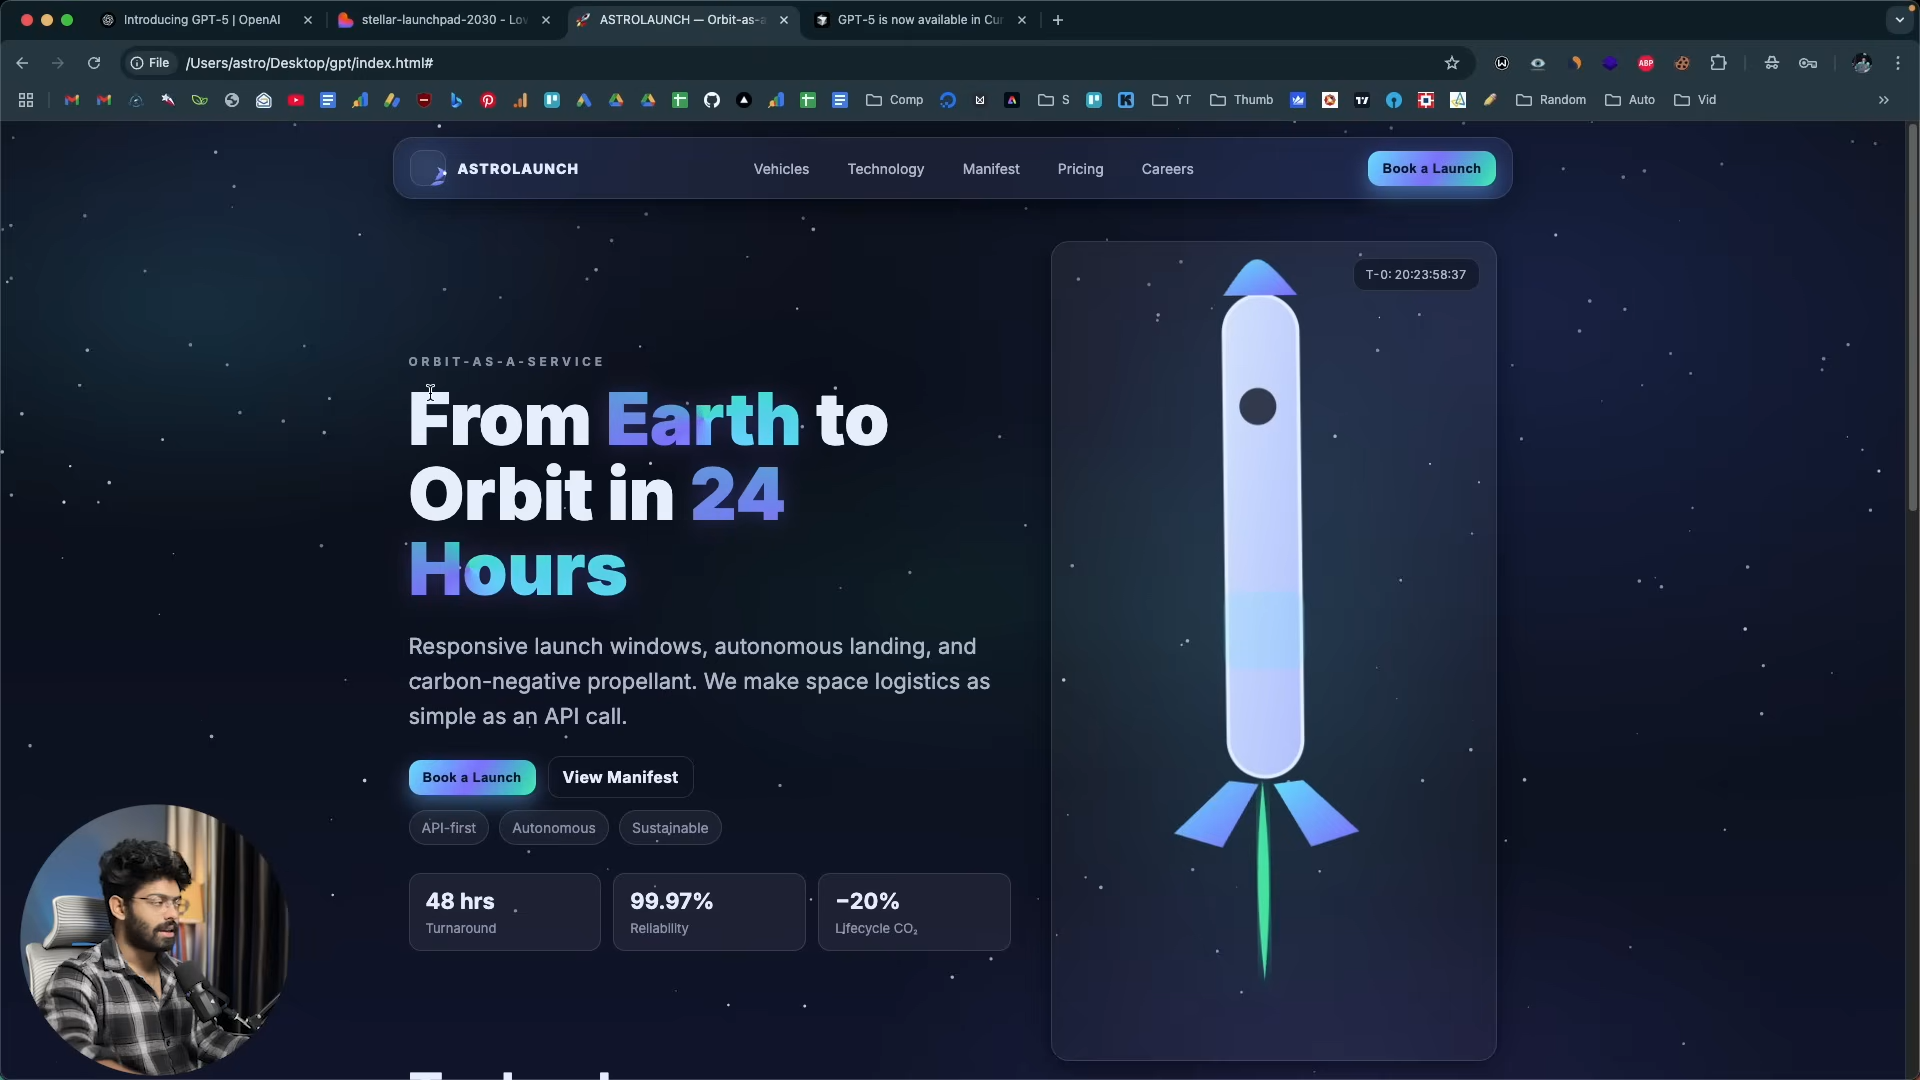 Introducing GPT-5 | OpenAI
stellar-launchpad-2030 - Lov
ASTROLAUNCH — Orbit-as-a-
GPT-5 is now available in Cur
File
/Users/astro/Desktop/gpt/index.html#
ABP
Comp
S
YT
Thumb
Random
Auto
Vid
ASTROLAUNCH
Vehicles
Technology
Manifest
Pricing
Careers
Book a Launch
T-0: 20:23:58:37
ORBIT-AS-A-SERVICE
From Earth to
Orbit in 24
Hours
Responsive launch windows, autonomous landing, and
carbon-negative propellant. We make space logistics as
simple as an API call.
Book a Launch
View Manifest
API-first
Autonomous
Sustainable
48 hrs
Turnaround
99.97%
Reliability
−20%
Lifecycle CO₂